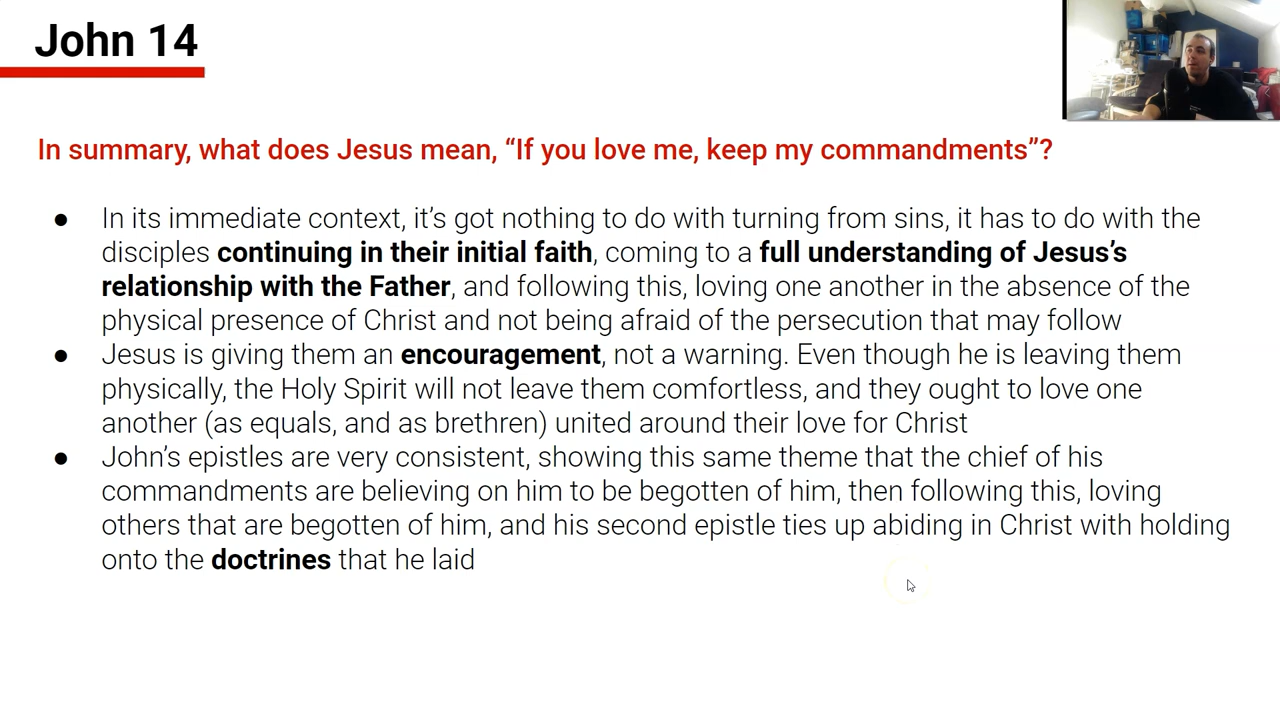 John 14
In summary, what does Jesus mean, “If you love me, keep my commandments”?
● In its immediate context, it’s got nothing to do with turning from sins, it has to do with the
disciples continuing in their initial faith, coming to a full understanding of Jesus’s
relationship with the Father, and following this, loving one another in the absence of the
physical presence of Christ and not being afraid of the persecution that may follow
● Jesus is giving them an encouragement, not a warning. Even though he is leaving them
physically, the Holy Spirit will not leave them comfortless, and they ought to love one
another (as equals, and as brethren) united around their love for Christ
● John’s epistles are very consistent, showing this same theme that the chief of his
commandments are believing on him to be begotten of him, then following this, loving
others that are begotten of him, and his second epistle ties up abiding in Christ with holding
onto the doctrines that he laid